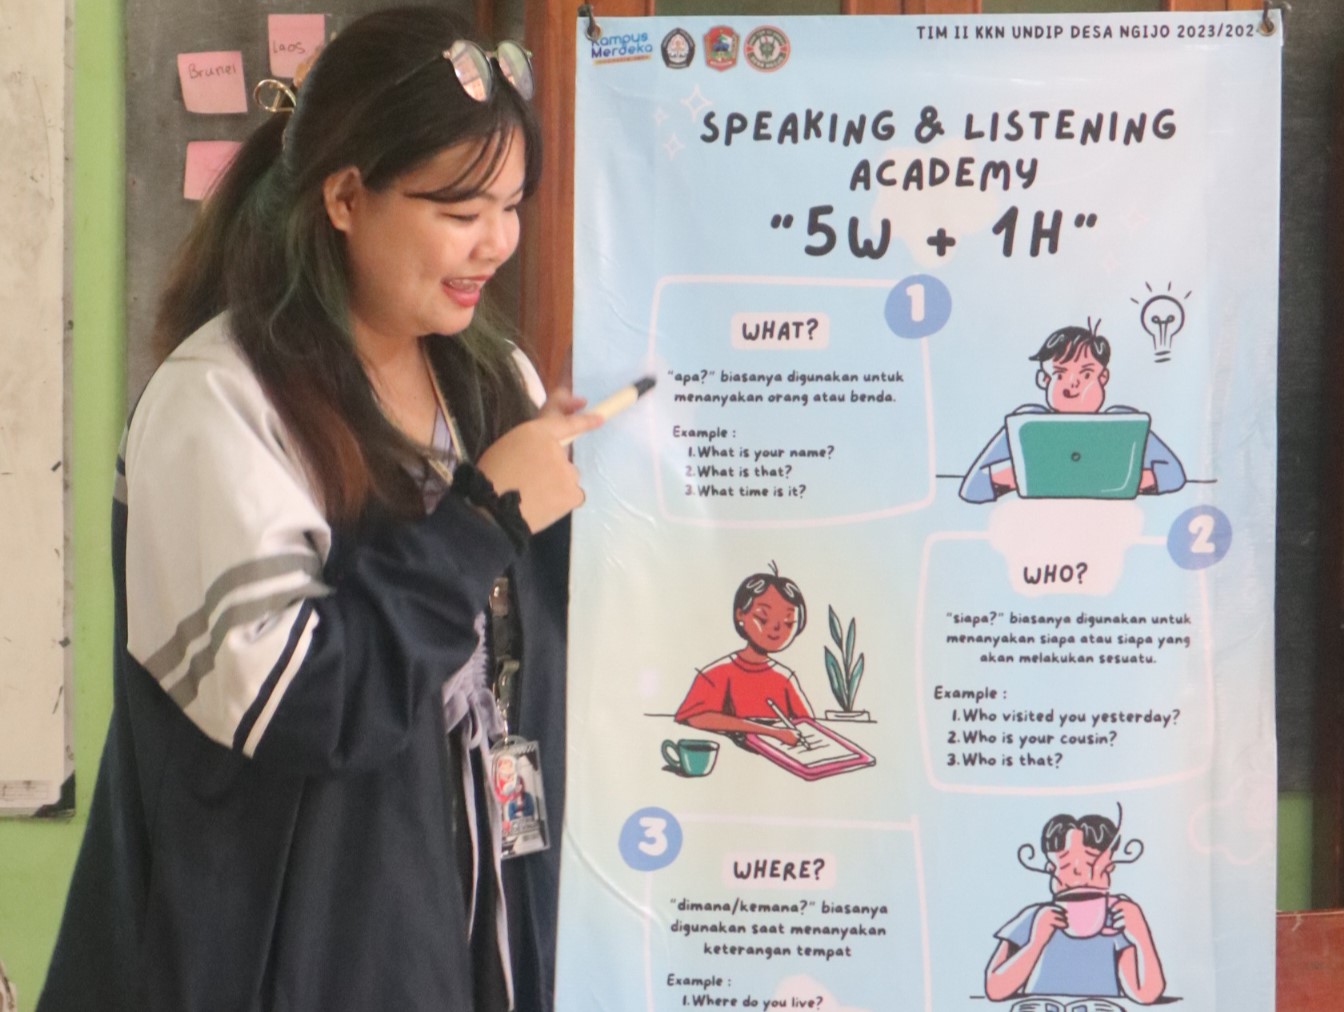 Brunei
Laos
Kampus
Merdeka
TIM II KKN UNDIP DESA NGIJO 2023/202
SPEAKING & LISTENING
ACADEMY
"5W + 1H"
1
WHAT?
"apa?" biasanya digunakan untuk
menanyakan orang atau benda.
Example :
1. What is your name?
2. What is that?
3. What time is it?
2
WHO?
"siapa?" biasanya digunakan untuk
menanyakan siapa atau siapa yang
akan melakukan sesuatu.
Example :
1. Who visited you yesterday?
2. Who is your cousin?
3. Who is that?
3
WHERE?
"dimana/kemana?" biasanya
digunakan saat menanyakan
keterangan tempat
Example :
1. Where do you live?